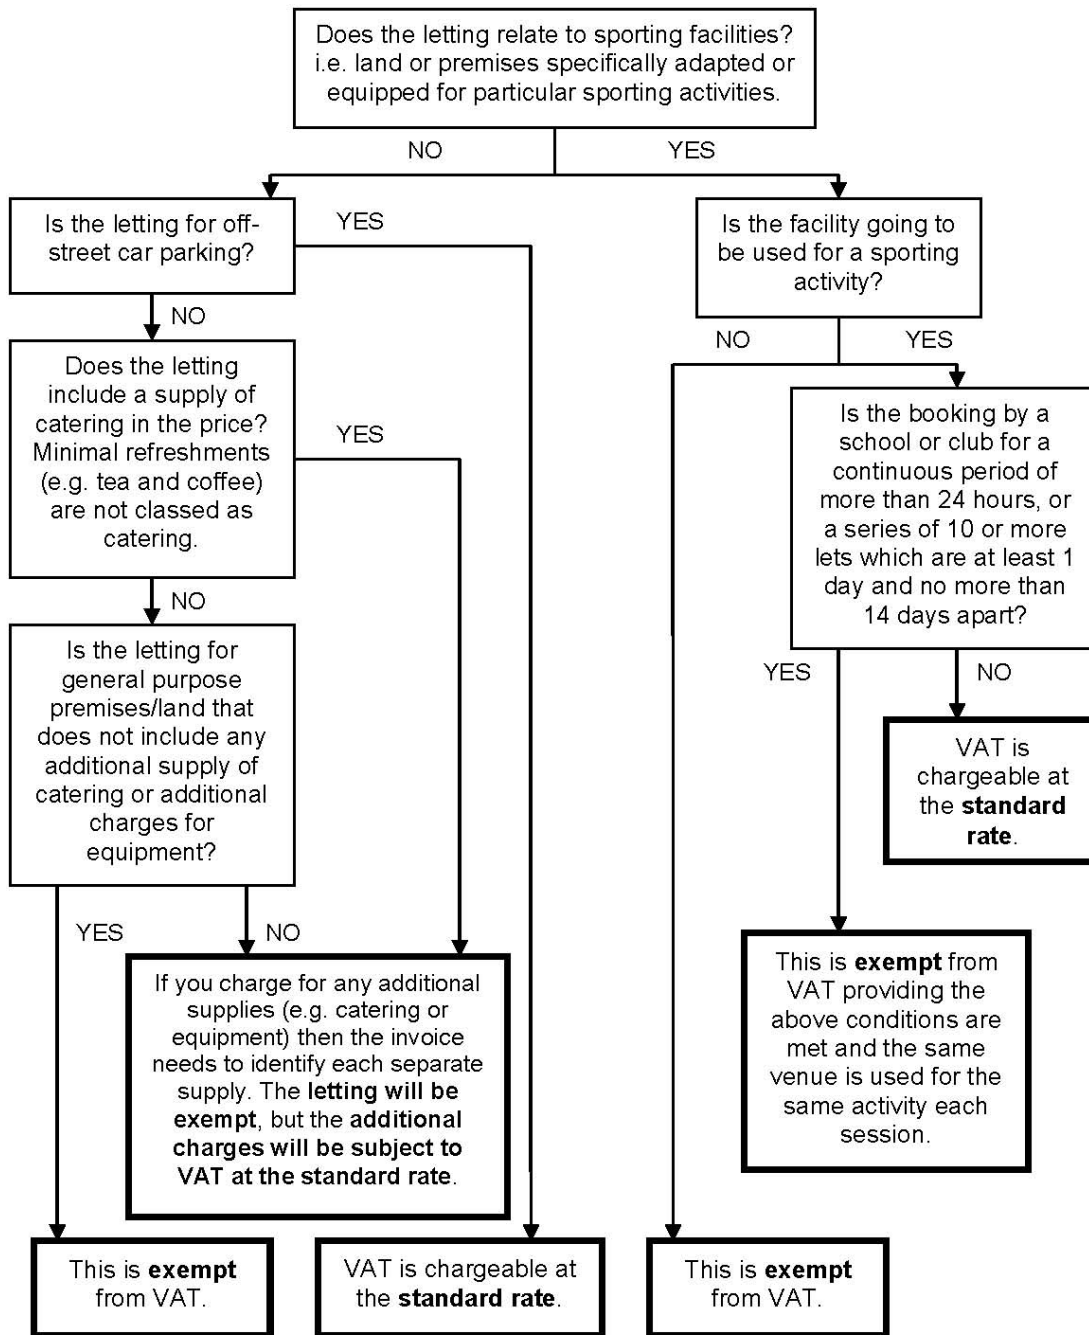 Does the letting relate to sporting facilities?
i.e. land or premises specifically adapted or
equipped for particular sporting activities.
NO
YES
Is the letting for off-
street car parking?
YES
NO
Does the letting
include a supply of
catering in the price?
Minimal refreshments
(e.g. tea and coffee)
are not classed as
catering.
YES
NO
Is the letting for
general purpose
premises/land that
does not include any
additional supply of
catering or additional
charges for
equipment?
YES
NO
If you charge for any additional
supplies (e.g. catering or
equipment) then the invoice
needs to identify each separate
supply. The letting will be
exempt, but the additional
charges will be subject to
VAT at the standard rate.
This is exempt
from VAT.
VAT is chargeable at
the standard rate.
Is the facility going to
be used for a sporting
activity?
NO
YES
Is the booking by a
school or club for a
continuous period of
more than 24 hours, or
a series of 10 or more
lets which are at least 1
day and no more than
14 days apart?
YES
NO
VAT is
chargeable at
the standard
rate.
This is exempt from
VAT providing the
above conditions are
met and the same
venue is used for the
same activity each
session.
This is exempt
from VAT.